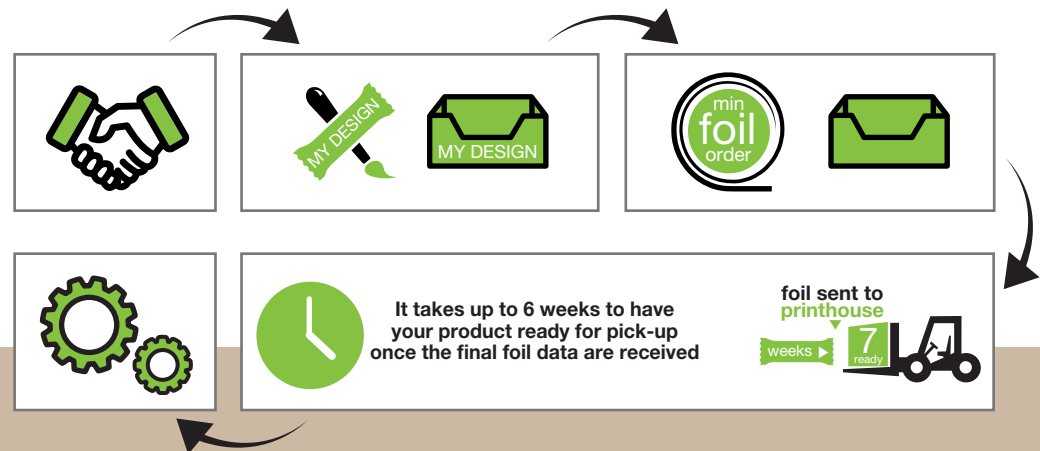 MY DESIGN
MY DESIGN
min
foil
order
It takes up to 6 weeks to have
your product ready for pick-up
once the final foil data are received
foil sent to
printhouse
weeks
7
ready